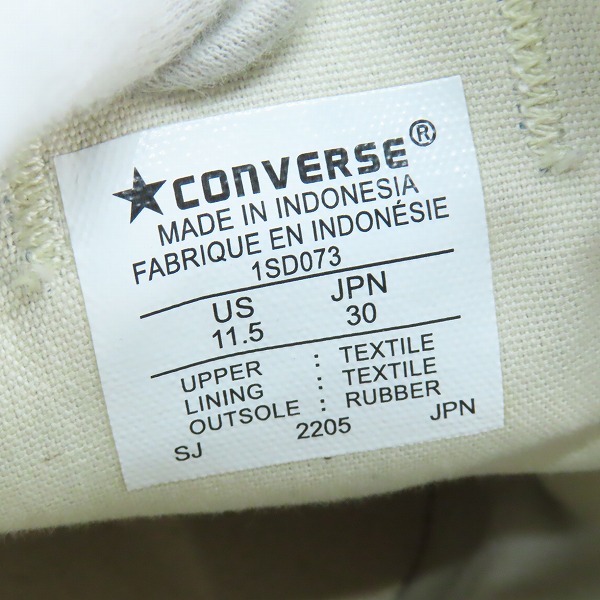 ★CONVERSE®
MADE IN INDONESIA
FABRIQUE EN INDONÉSIE
1SD073
US JPN
11.5 30
UPPER : TEXTILE
LINING : TEXTILE
OUTSOLE : RUBBER
SJ 2205 JPN